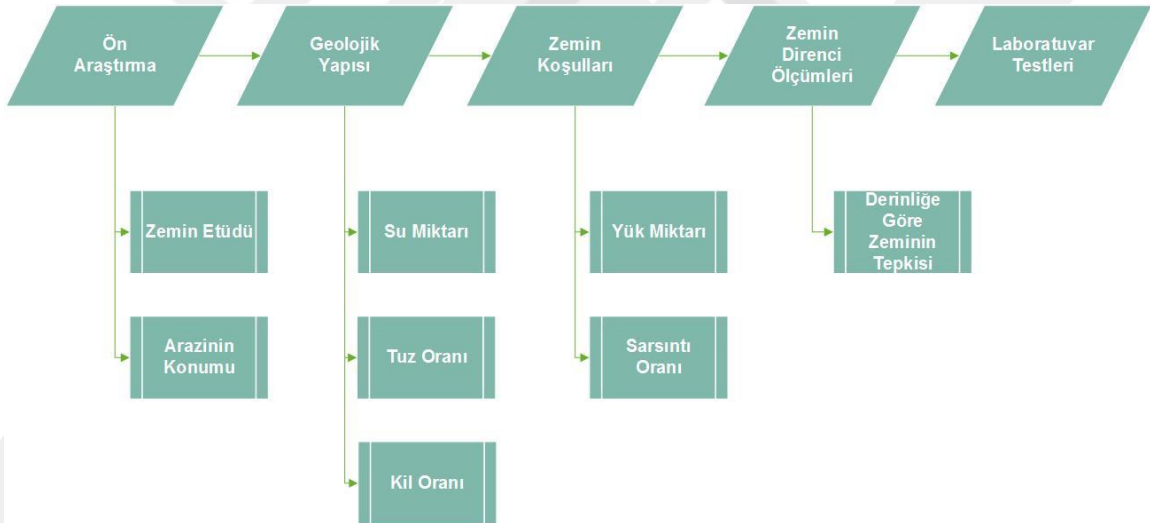 Ön
Araştırma
Geolojik
Yapısı
Zemin
Koşulları
Zemin
Direnci
Ölçümleri
Laboratuvar
Testleri
Zemin Etüdü
Su Miktarı
Yük Miktarı
Derinliğe
Göre
Zeminin
Tepkisi
Arazinin
Konumu
Tuz Oranı
Sarsıntı
Oranı
Kil Oranı